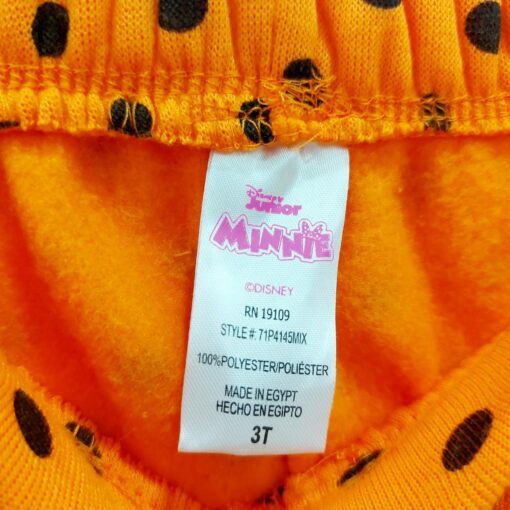 Disney
Junior
MINNIE
©DISNEY
RN 19109
STYLE #: 71P4145MIX
100%POLYESTER/POLIÉSTER
MADE IN EGYPT
HECHO EN EGIPTO
3T